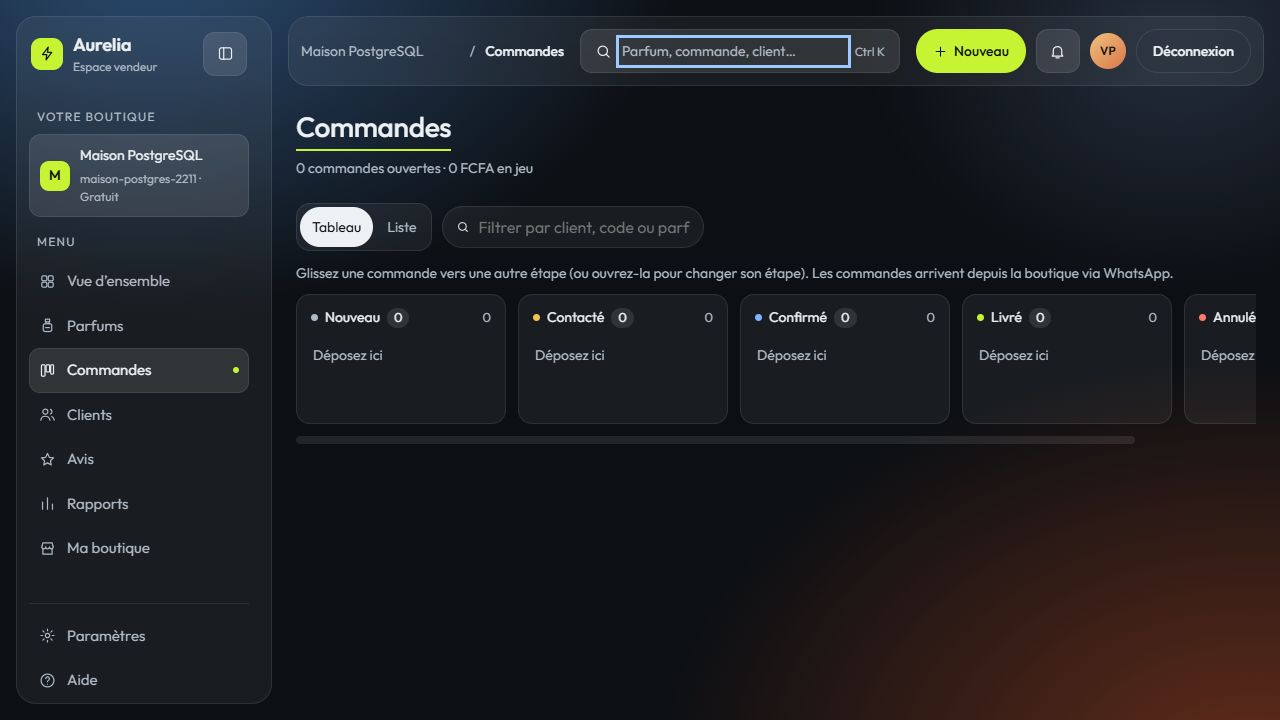 Aurelia
Espace vendeur
VOTRE BOUTIQUE
M
Maison PostgreSQL
maison-postgres-2211 ·
Gratuit
MENU
Vue d'ensemble
Parfums
Commandes
Clients
Avis
Rapports
Ma boutique
Paramètres
Aide
Maison PostgreSQL / Commandes
Parfum, commande, client...
Ctrl K
+ Nouveau
VP
Déconnexion
Commandes
0 commandes ouvertes · 0 FCFA en jeu
Tableau
Liste
Filtrer par client, code ou parf
Glissez une commande vers une autre étape (ou ouvrez-la pour changer son étape). Les commandes arrivent depuis la boutique via WhatsApp.
Nouveau 0 0
Déposez ici
Contacté 0 0
Déposez ici
Confirmé 0 0
Déposez ici
Livré 0 0
Déposez ici
Annulé
Déposez